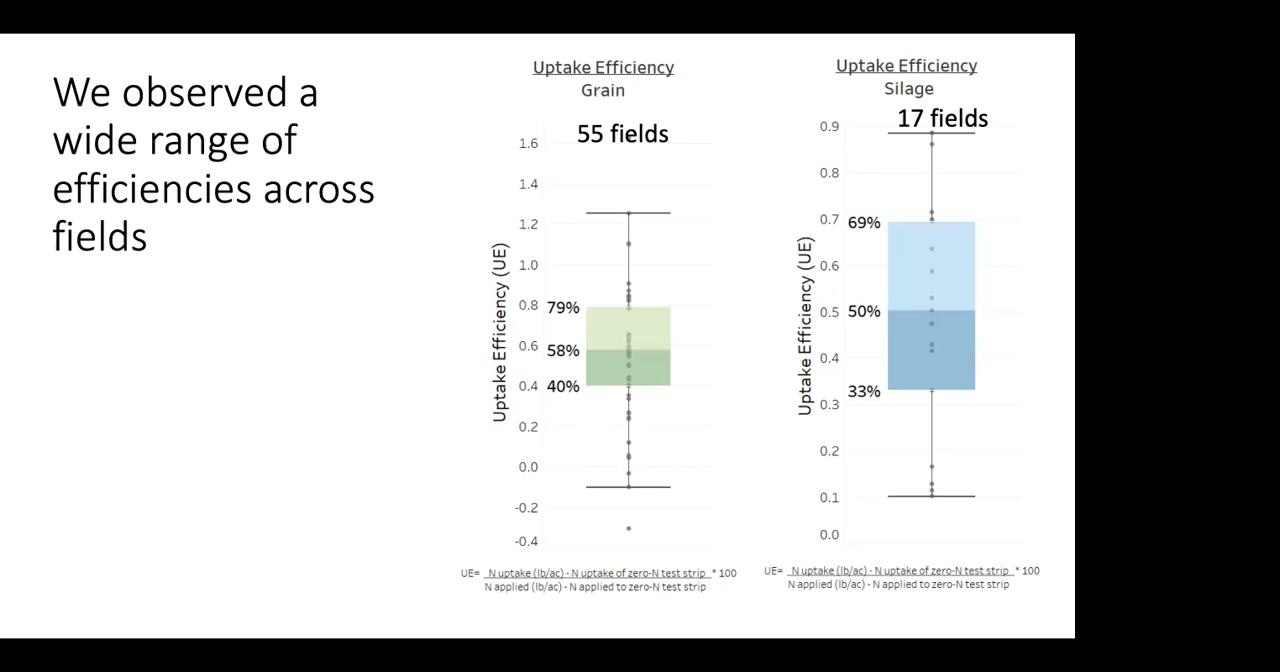 We observed a
wide range of
efficiencies across
fields
Uptake Efficiency
Grain
55 fields
1.6
1.4
1.2
1.0
0.8
0.6
0.4
0.2
0.0
-0.2
-0.4
Uptake Efficiency (UE)
79%
58%
40%
UE= N uptake (lb/ac) - N uptake of zero-N test strip * 100
N applied (lb/ac) - N applied to zero-N test strip
Uptake Efficiency
Silage
17 fields
0.9
0.8
0.7
0.6
0.5
0.4
0.3
0.2
0.1
0.0
Uptake Efficiency (UE)
69%
50%
33%
UE= N uptake (lb/ac) - N uptake of zero-N test strip * 100
N applied (lb/ac) - N applied to zero-N test strip